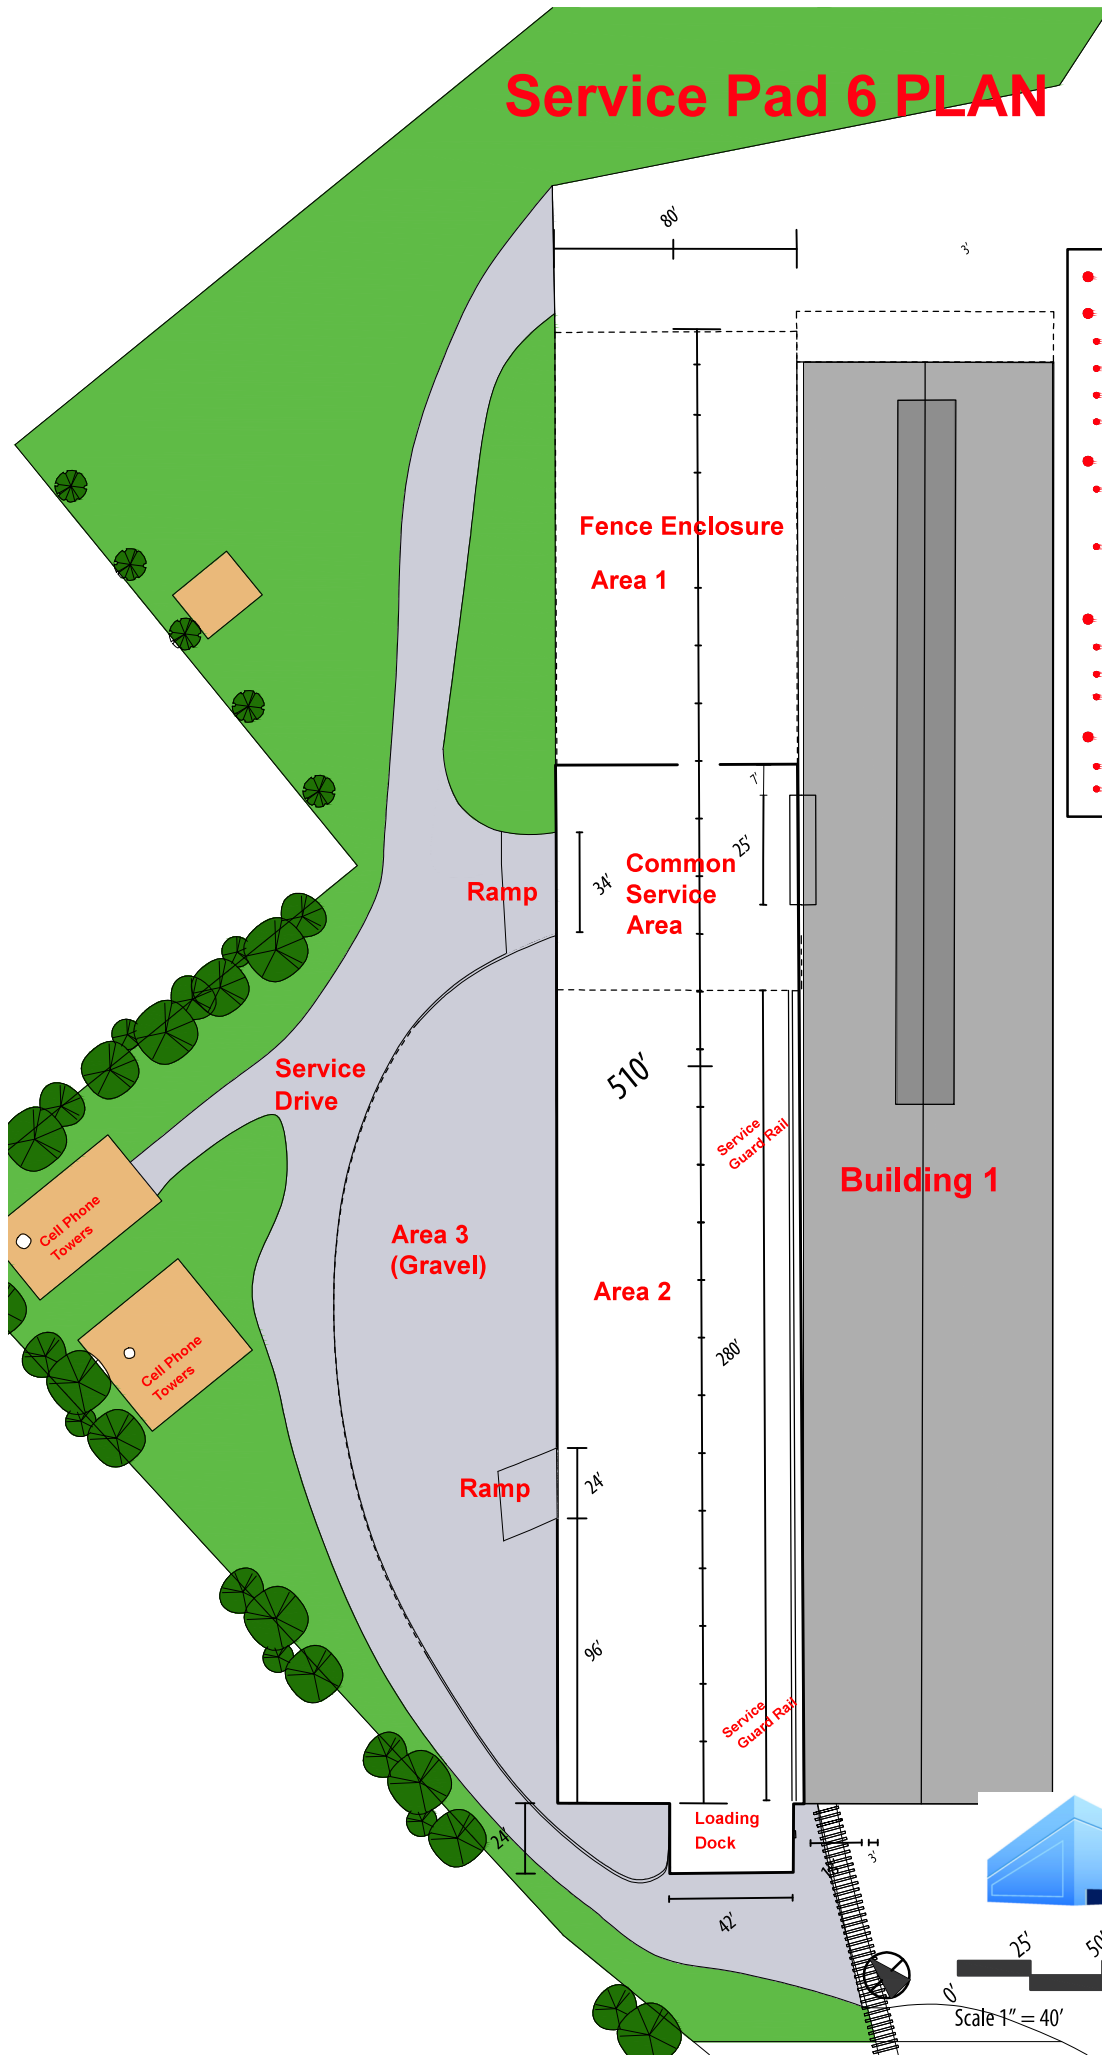 Service Pad 6 PLAN
80'
3'
Fence Enclosure
Area 1
7'
25'
Common
Service
Area
34'
Ramp
510'
Service
Drive
Service
Guard Rail
Building 1
Cell Phone
Towers
Area 3
(Gravel)
Area 2
280'
Cell Phone
Towers
Ramp
24'
96'
Service
Guard Rail
Loading
Dock
24'
3'
42'
25'
50'
0'
Scale 1" = 40'